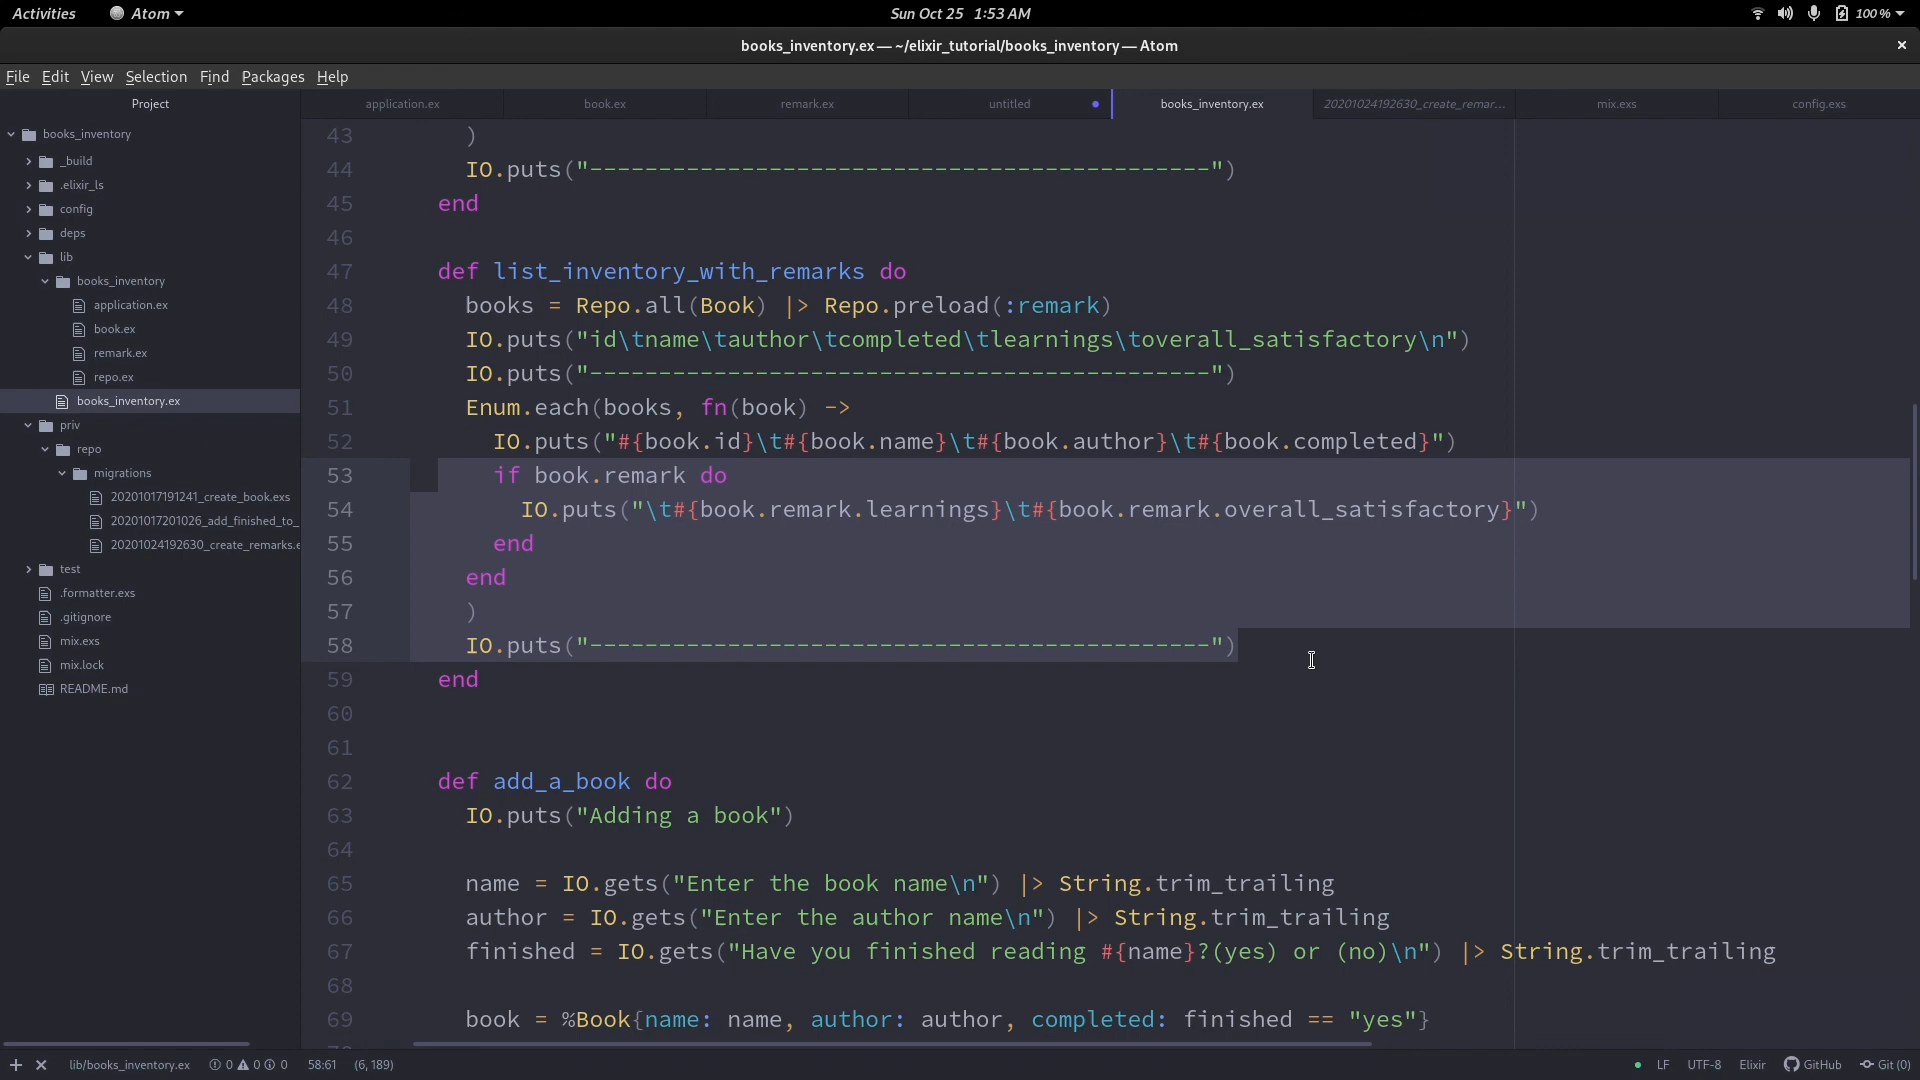 Activities Atom Sun Oct 25 1:53 AM 100 %
books_inventory.ex — ~/elixir_tutorial/books_inventory — Atom
File Edit View Selection Find Packages Help
Project
application.ex book.ex remark.ex untitled books_inventory.ex 20201024192630_create_remar... mix.exs config.exs
books_inventory
_build
.elixir_ls
config
deps
lib
books_inventory
application.ex
book.ex
remark.ex
repo.ex
books_inventory.ex
priv
repo
migrations
20201017191241_create_book.exs
20201017201026_add_finished_to_
20201024192630_create_remarks.e
test
.formatter.exs
.gitignore
mix.exs
mix.lock
README.md
43 )
44 IO.puts("---------------------------------------------")
45 end
46
47 def list_inventory_with_remarks do
48 books = Repo.all(Book) |> Repo.preload(:remark)
49 IO.puts("id\tname\tauthor\tcompleted\tlearnings\toverall_satisfactory\n")
50 IO.puts("---------------------------------------------")
51 Enum.each(books, fn(book) ->
52 IO.puts("#{book.id}\t#{book.name}\t#{book.author}\t#{book.completed}")
53 if book.remark do
54 IO.puts("\t#{book.remark.learnings}\t#{book.remark.overall_satisfactory}")
55 end
56 end
57 )
58 IO.puts("---------------------------------------------")
59 end
60
61
62 def add_a_book do
63 IO.puts("Adding a book")
64
65 name = IO.gets("Enter the book name\n") |> String.trim_trailing
66 author = IO.gets("Enter the author name\n") |> String.trim_trailing
67 finished = IO.gets("Have you finished reading #{name}?(yes) or (no)\n") |> String.trim_trailing
68
69 book = %Book{name: name, author: author, completed: finished == "yes"}
lib/books_inventory.ex 0 0 0 58:61 (6, 189) LF UTF-8 Elixir GitHub Git (0)